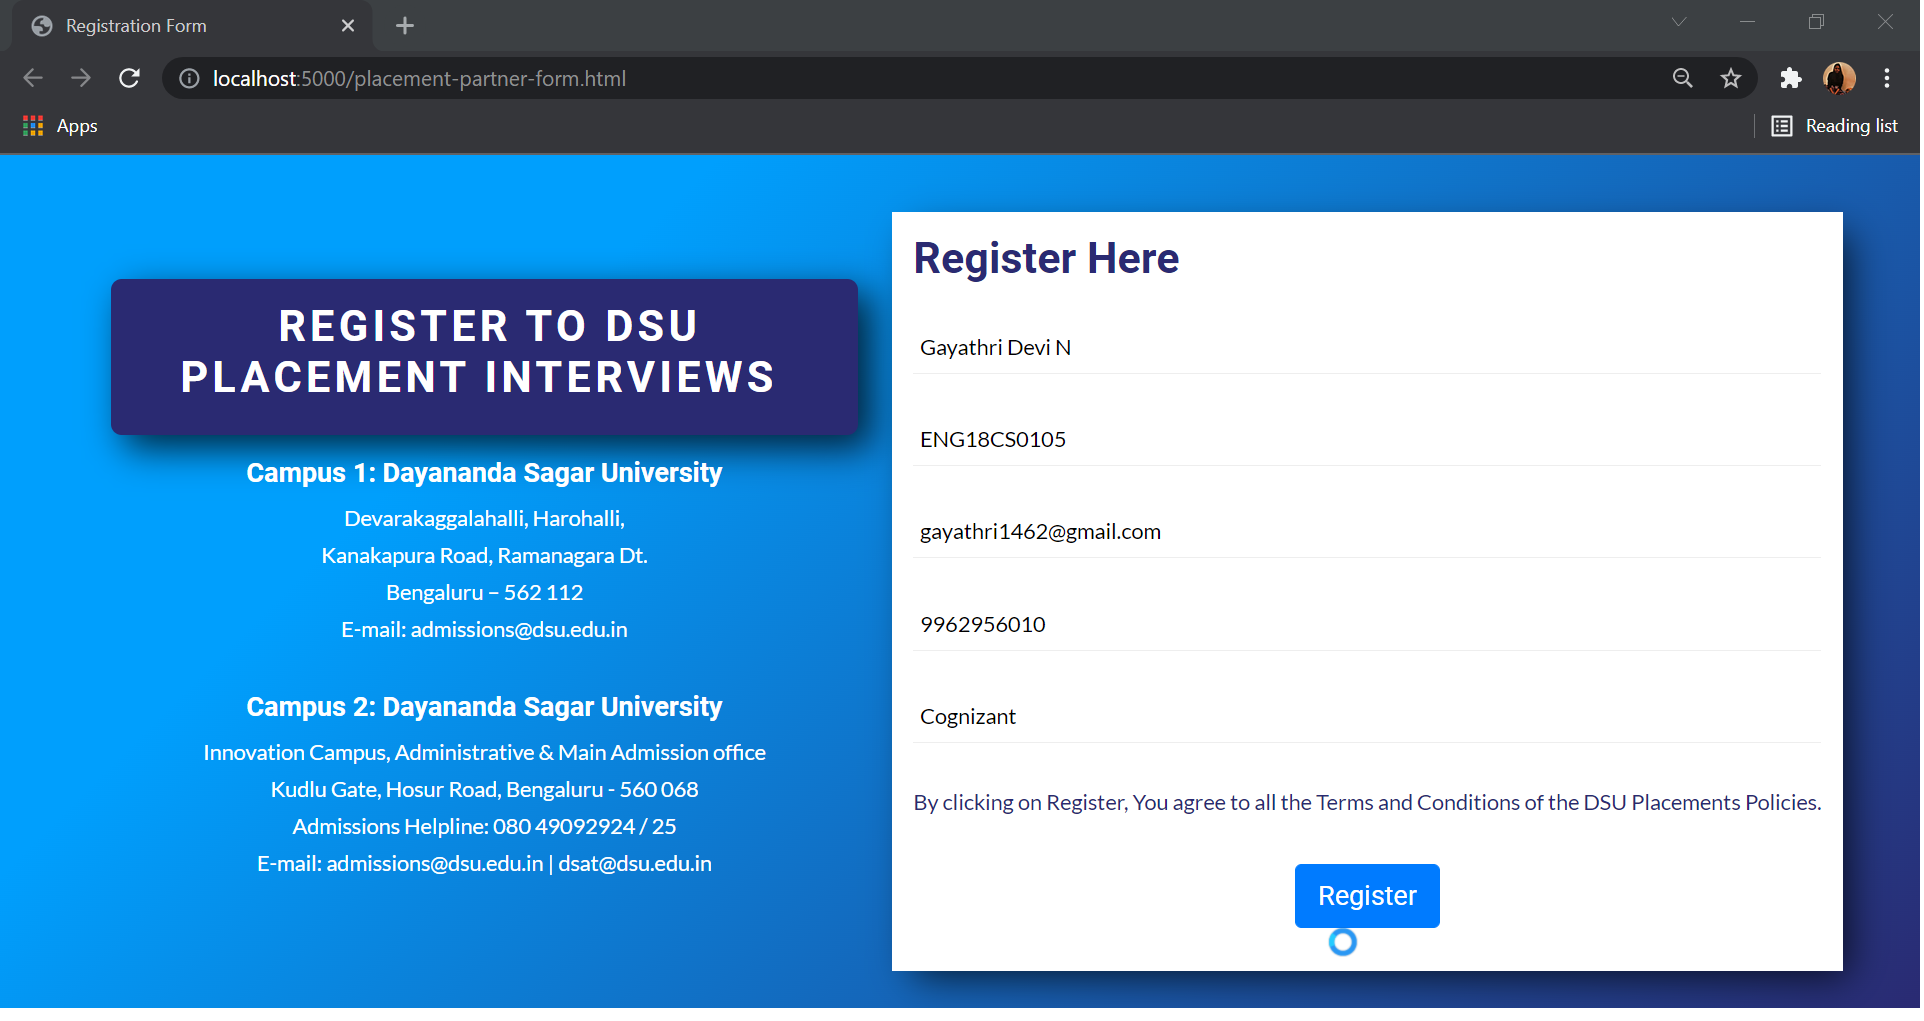 Registration Form
localhost:5000/placement-partner-form.html
Apps
Reading list
REGISTER TO DSU
PLACEMENT INTERVIEWS
Campus 1: Dayananda Sagar University
Devarakaggalahalli, Harohalli,
Kanakapura Road, Ramanagara Dt.
Bengaluru – 562 112
E-mail: admissions@dsu.edu.in
Campus 2: Dayananda Sagar University
Innovation Campus, Administrative & Main Admission office
Kudlu Gate, Hosur Road, Bengaluru - 560 068
Admissions Helpline: 080 49092924 / 25
E-mail: admissions@dsu.edu.in | dsat@dsu.edu.in
Register Here
Gayathri Devi N
ENG18CS0105
gayathri1462@gmail.com
9962956010
Cognizant
By clicking on Register, You agree to all the Terms and Conditions of the DSU Placements Policies.
Register